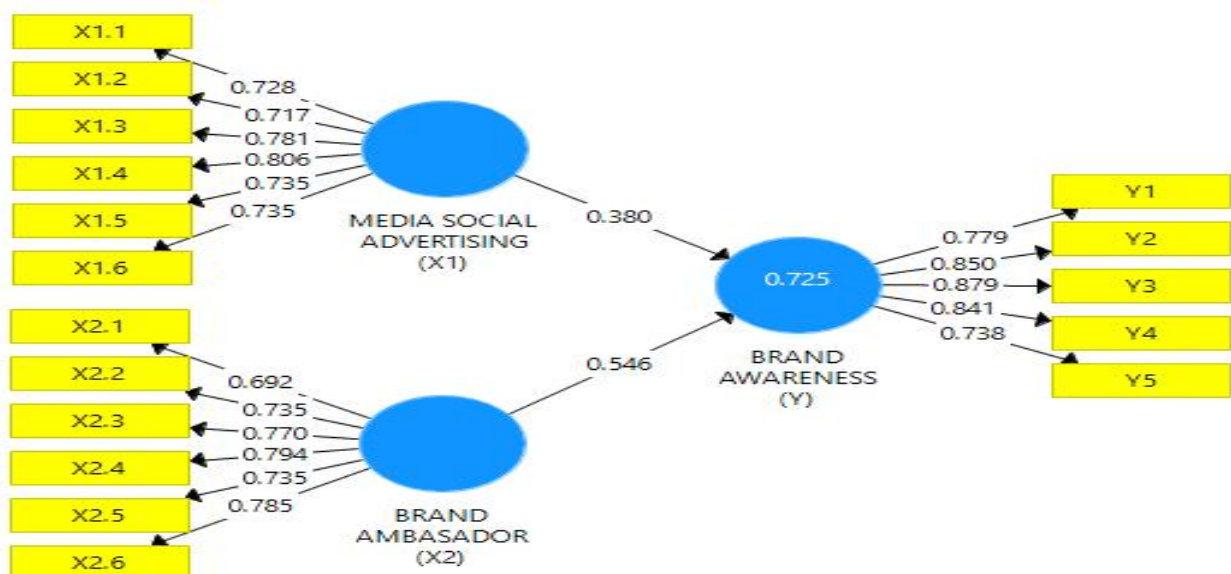 X1.1
X1.2
X1.3
X1.4
X1.5
X1.6
0.728
0.717
0.781
0.806
0.735
0.735
MEDIA SOCIAL
ADVERTISING
(X1)
0.380
X2.1
X2.2
X2.3
X2.4
X2.5
X2.6
0.692
0.735
0.770
0.794
0.735
0.785
BRAND
AMBASADOR
(X2)
0.546
0.725
BRAND
AWARENESS
(Y)
0.779
0.850
0.879
0.841
0.738
Y1
Y2
Y3
Y4
Y5